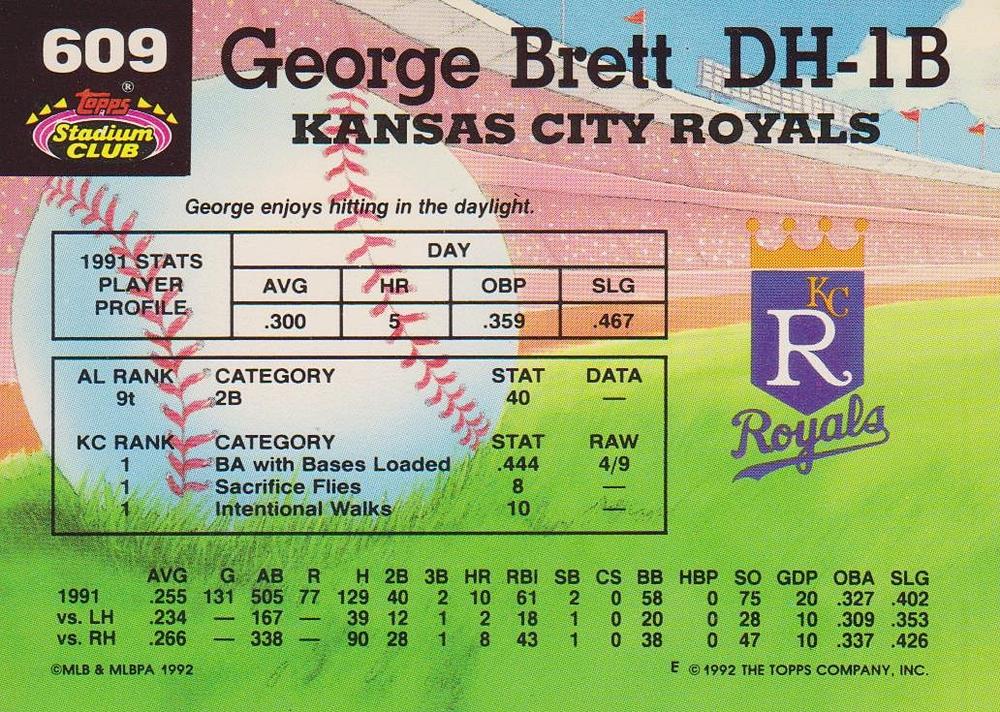 609
George Brett DH-1B
KANSAS CITY ROYALS
Topps ®
Stadium
CLUB
George enjoys hitting in the daylight.
1991 STATS
PLAYER
PROFILE
DAY
AVG HR OBP SLG
.300 5 .359 .467
KC
R
Royals
AL RANK CATEGORY STAT DATA
9t 2B 40 —
KC RANK CATEGORY STAT RAW
1 BA with Bases Loaded .444 4/9
1 Sacrifice Flies 8 —
1 Intentional Walks 10 —
AVG G AB R H 2B 3B HR RBI SB CS BB HBP SO GDP OBA SLG
1991 .255 131 505 77 129 40 2 10 61 2 0 58 0 75 20 .327 .402
vs. LH .234 — 167 — 39 12 1 2 18 1 0 20 0 28 10 .309 .353
vs. RH .266 — 338 — 90 28 1 8 43 1 0 38 0 47 10 .337 .426
©MLB & MLBPA 1992
E © 1992 THE TOPPS COMPANY, INC.